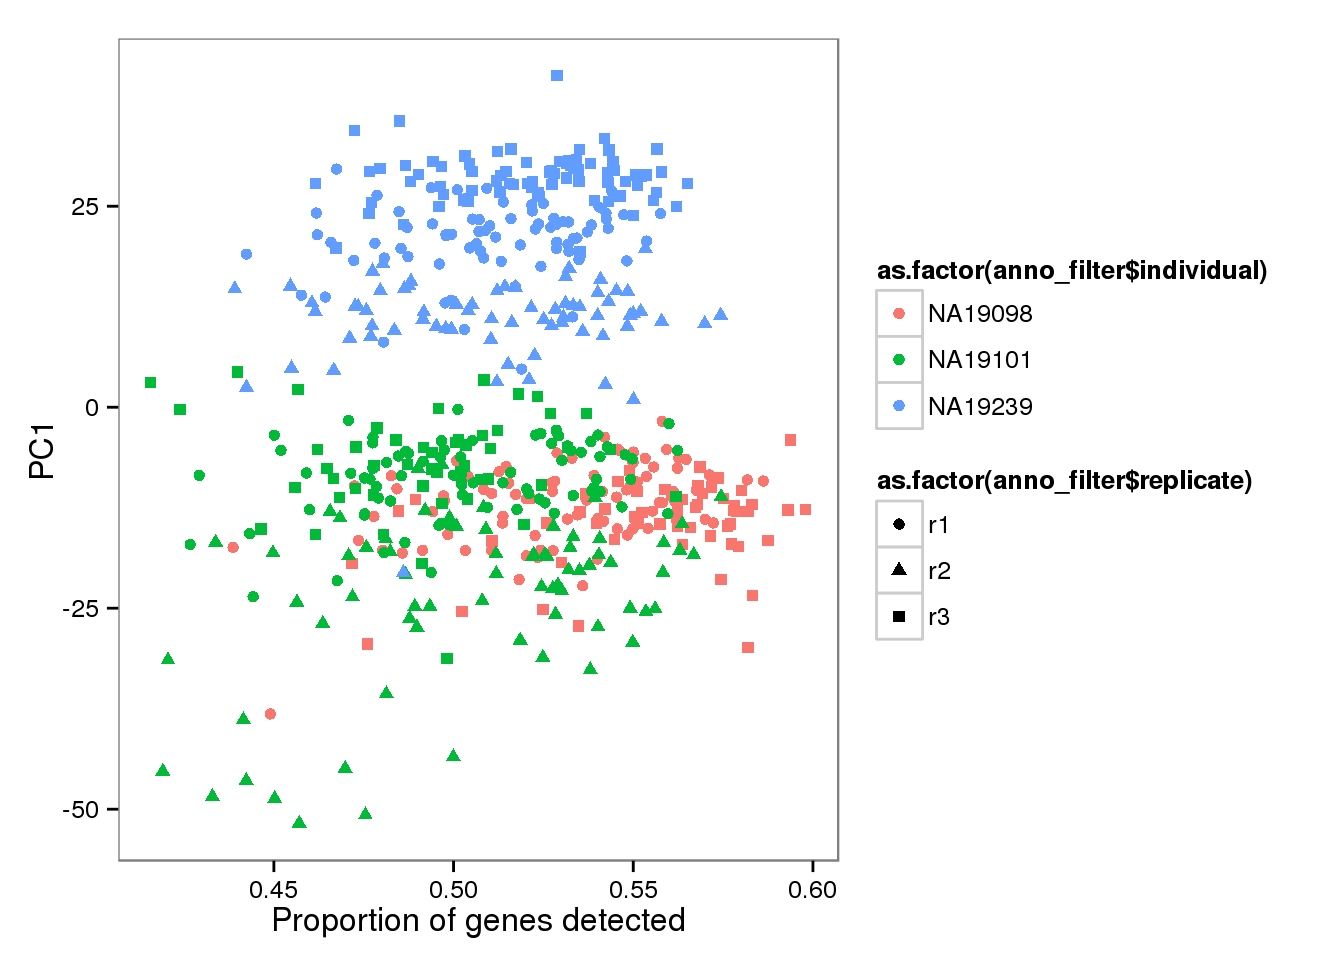 25
0
-25
-50
PC1
0.45
0.50
0.55
0.60
Proportion of genes detected
as.factor(anno_filter$individual)
NA19098
NA19101
NA19239
as.factor(anno_filter$replicate)
r1
r2
r3